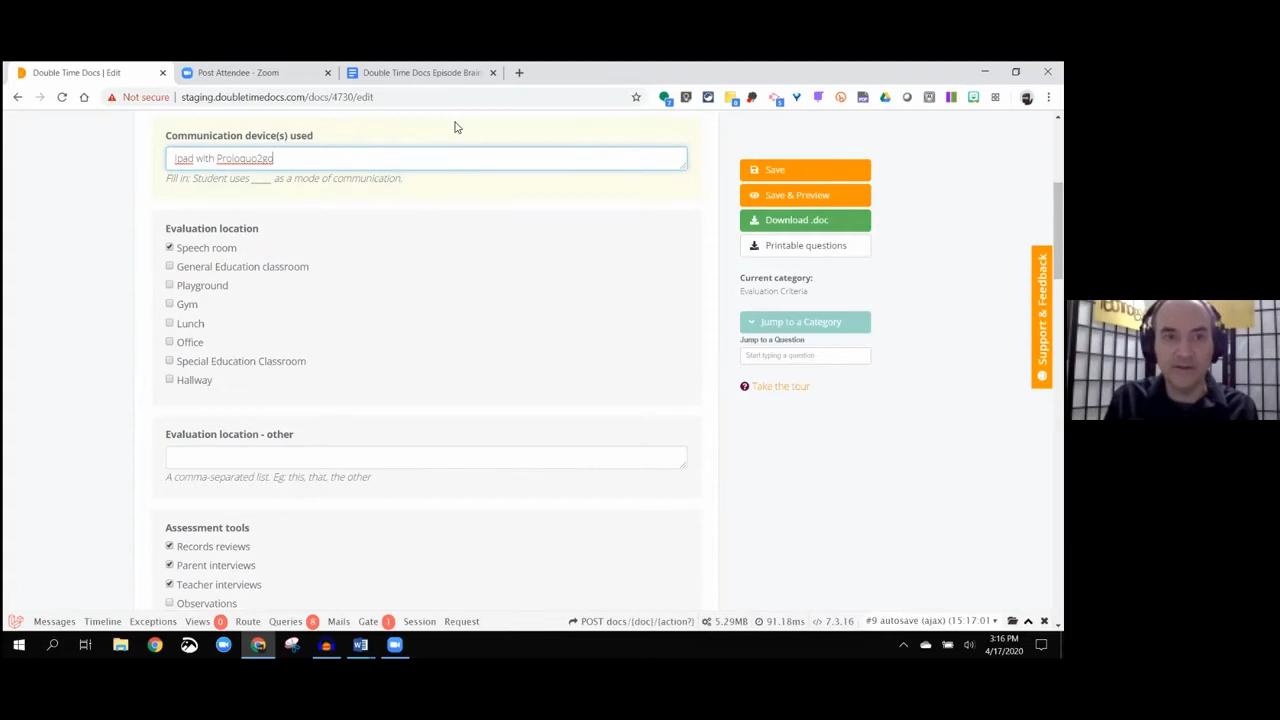 Double Time Docs | Edit
Post Attendee - Zoom
Double Time Docs Episode Brain
Not secure
staging.doubletimedocs.com/docs/4730/edit
Communication device(s) used
Ipad with Proloquo2gd
Fill in: Student uses _____ as a mode of communication.
Evaluation location
Speech room
General Education classroom
Playground
Gym
Lunch
Office
Special Education Classroom
Hallway
Evaluation location - other
A comma-separated list. Eg: this, that, the other
Assessment tools
Records reviews
Parent interviews
Teacher interviews
Observations
Save
Save & Preview
Download .doc
Printable questions
Current category:
Evaluation Criteria
Jump to a Category
Jump to a Question
Start typing a question
Take the tour
Support & Feedback
Messages Timeline Exceptions Views 0 Route Queries 8 Mails Gate 1 Session Request POST docs/{doc}/{action?} 5.29MB 91.18ms 7.3.16 #9 autosave (ajax) (15:17:01)
3:16 PM
4/17/2020